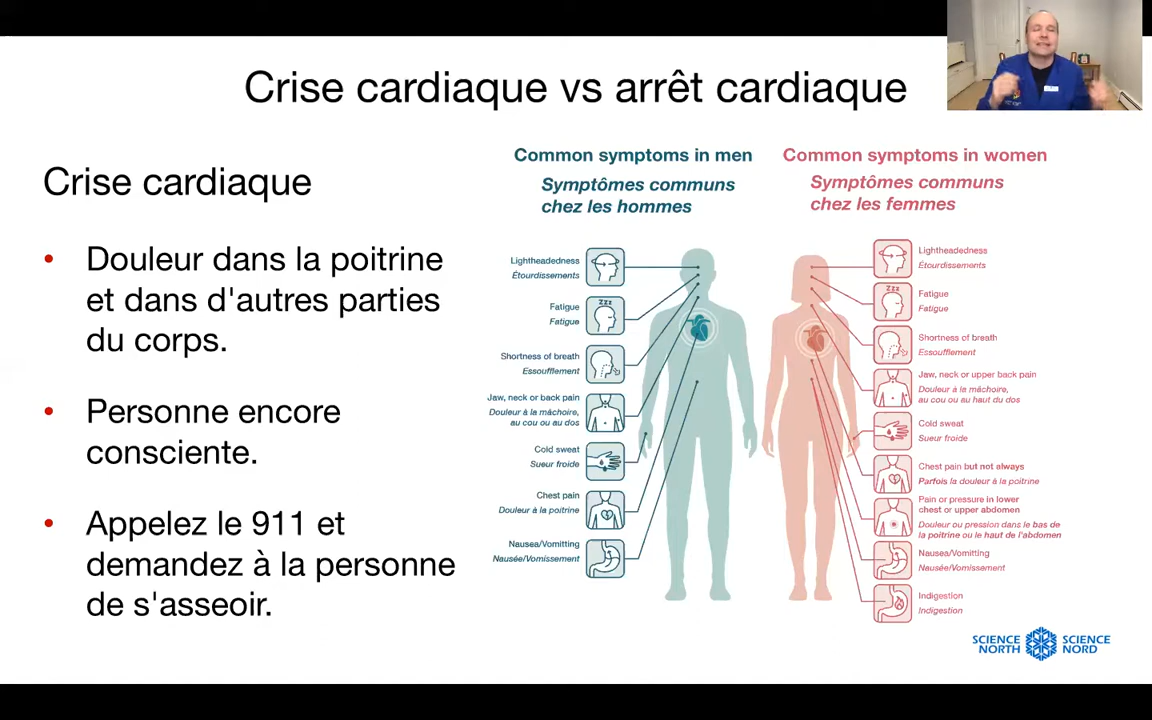 Crise cardiaque vs arrêt cardiaque
Crise cardiaque
• Douleur dans la poitrine
et dans d'autres parties
du corps.
• Personne encore
consciente.
• Appelez le 911 et
demandez à la personne
de s'asseoir.
Common symptoms in men
Symptômes communs
chez les hommes
Lightheadedness
Étourdissements
zzz
Fatigue
Fatigue
Shortness of breath
Essoufflement
Jaw, neck or back pain
Douleur à la mâchoire,
au cou ou au dos
Cold sweat
Sueur froide
Chest pain
Douleur à la poitrine
Nausea/Vomitting
Nausée/Vomissement
Common symptoms in women
Symptômes communs
chez les femmes
Lightheadedness
Étourdissements
zzz
Fatigue
Fatigue
Shortness of breath
Essoufflement
Jaw, neck or upper back pain
Douleur à la mâchoire,
au cou ou au haut du dos
Cold sweat
Sueur froide
Chest pain but not always
Parfois la douleur à la poitrine
Pain or pressure in lower
chest or upper abdomen
Douleur ou pression dans le bas de
la poitrine ou le haut de l'abdomen
Nausea/Vomitting
Nausée/Vomissement
Indigestion
Indigestion
SCIENCE NORTH
SCIENCE NORD